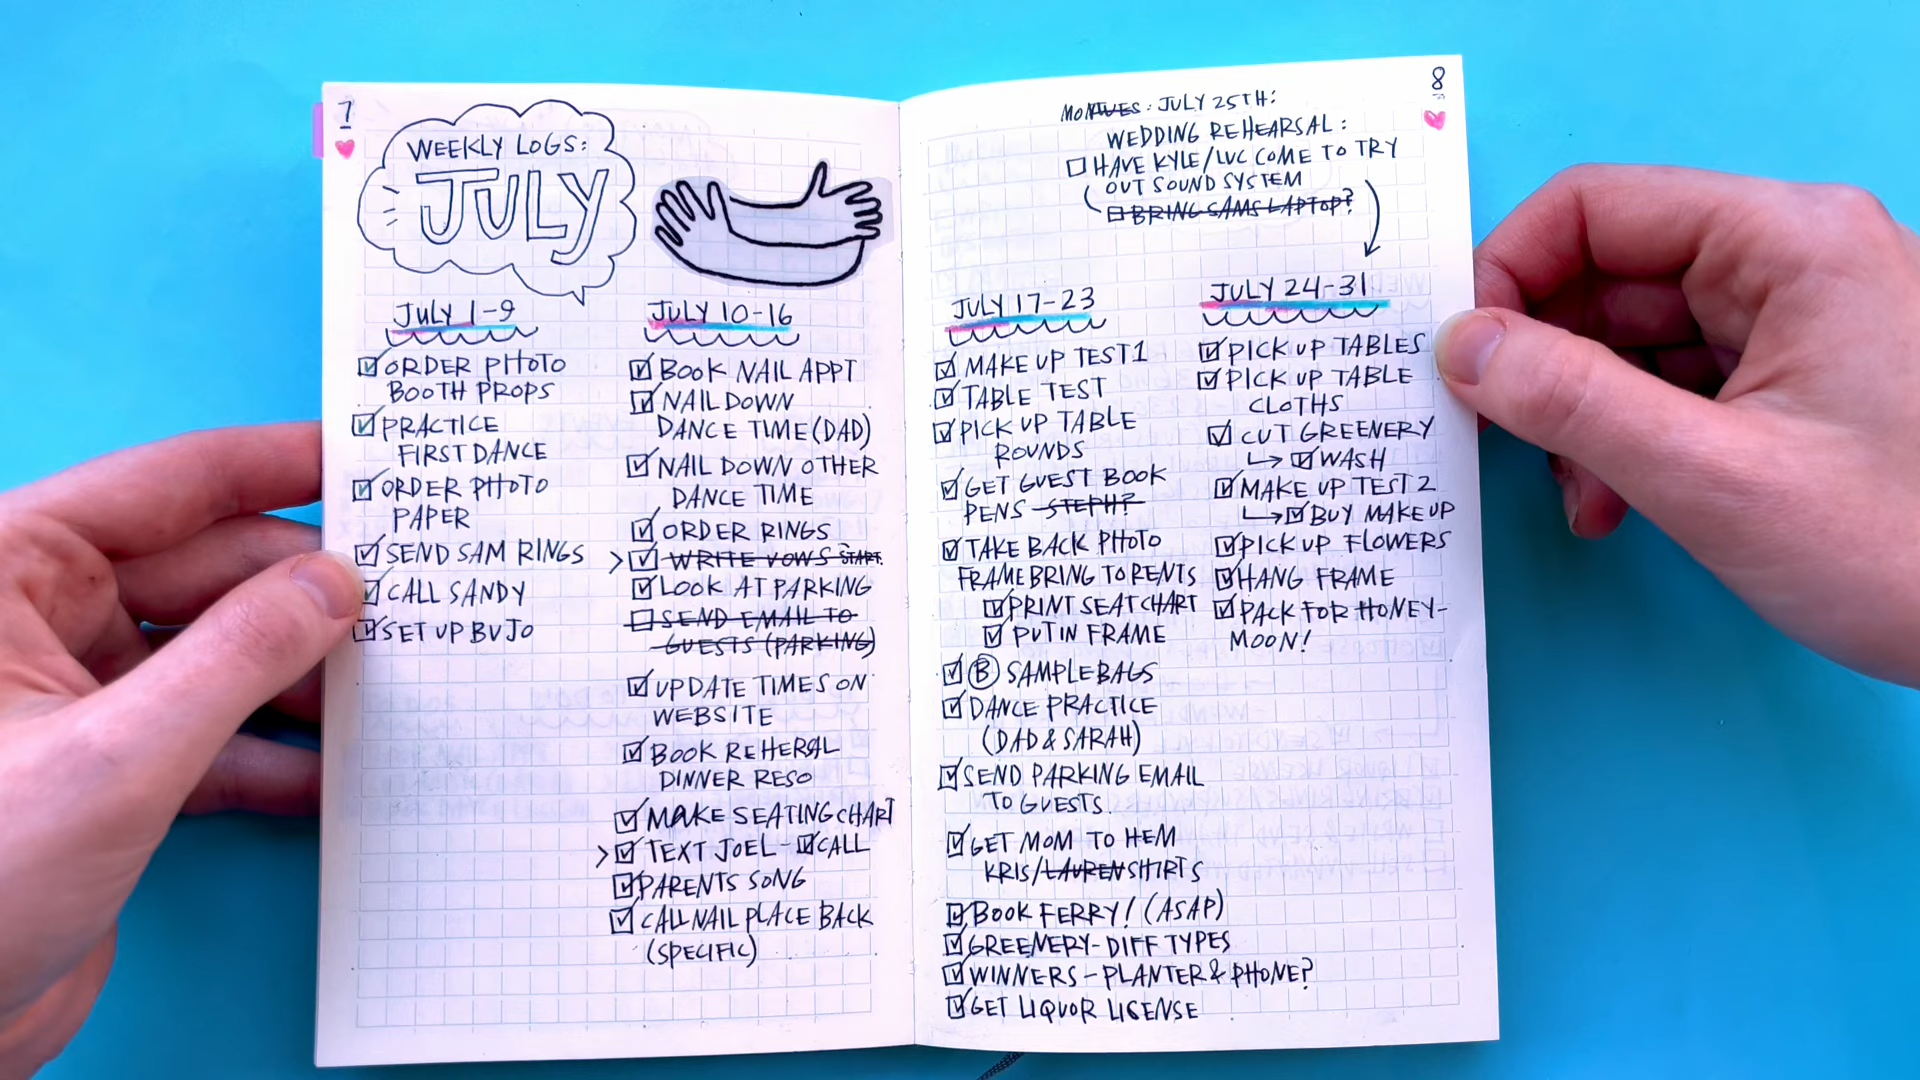 7
WEEKLY LOGS:
JULY
JULY 1-9
ORDER PHOTO
BOOTH PROPS
PRACTICE
FIRST DANCE
ORDER PHOTO
PAPER
SEND SAM RINGS
CALL SANDY
SET UP BUJO
JULY 10-16
BOOK NAIL APPT
NAIL DOWN
DANCE TIME (DAD)
NAIL DOWN OTHER
DANCE TIME
ORDER RINGS
> WRITE VOWS START
LOOK AT PARKING
SEND EMAIL TO
GUESTS (PARKING)
UPDATE TIMES ON
WEBSITE
BOOK REHERSAL
DINNER RESO
MAKE SEATING CHART
> TEXT JOEL - CALL
PARENTS SONG
CALL NAIL PLACE BACK
(SPECIFIC)
8
MON TUES: JULY 25TH:
WEDDING REHEARSAL:
HAVE KYLE/LUC COME TO TRY
OUT SOUND SYSTEM
BRING SAMS LAPTOP?
JULY 17-23
MAKE UP TEST 1
TABLE TEST
PICK UP TABLE
ROUNDS
GET GUEST BOOK
PENS STEPH?
TAKE BACK PHOTO
FRAME BRING TO RENTS
PRINT SEAT CHART
PUT IN FRAME
B SAMPLE BAGS
DANCE PRACTICE
(DAD & SARAH)
SEND PARKING EMAIL
TO GUESTS
GET MOM TO HEM
KRIS/LAUREN SHIRTS
BOOK FERRY! (ASAP)
GREENERY - DIFF TYPES
WINNERS - PLANTER & PHONE?
GET LIQUOR LISENSE
JULY 24-31
PICK UP TABLES
PICK UP TABLE
CLOTHS
CUT GREENERY
→ WASH
MAKE UP TEST 2
→ BUY MAKE UP
PICK UP FLOWERS
HANG FRAME
PACK FOR HONEY-
MOON!